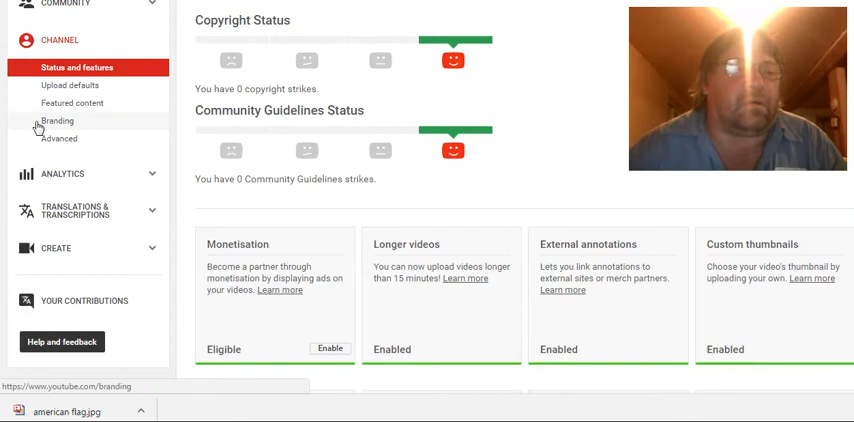 COMMUNITY
CHANNEL
Status and features
Upload defaults
Featured content
Branding
Advanced
ANALYTICS
TRANSLATIONS &
TRANSCRIPTIONS
CREATE
YOUR CONTRIBUTIONS
Help and feedback
Copyright Status
You have 0 copyright strikes.
Community Guidelines Status
You have 0 Community Guidelines strikes.
Monetisation
Become a partner through
monetisation by displaying ads on
your videos. Learn more
Eligible
Enable
Longer videos
You can now upload videos longer
than 15 minutes! Learn more
Enabled
External annotations
Lets you link annotations to
external sites or merch partners.
Learn more
Enabled
Custom thumbnails
Choose your video's thumbnail by
uploading your own. Learn more
Enabled
https://www.youtube.com/branding
american flag.jpg